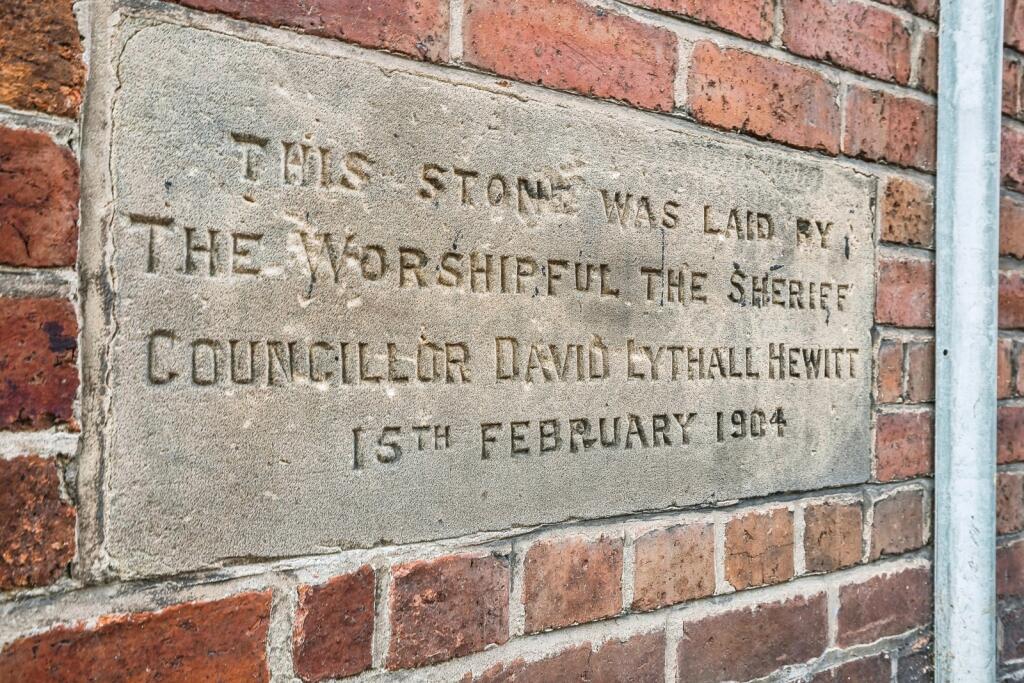 THIS STONE WAS LAID BY
THE WORSHIPFUL THE SHERIFF
COUNCILLOR DAVID LYTHALL HEWITT
15TH FEBRUARY 1904